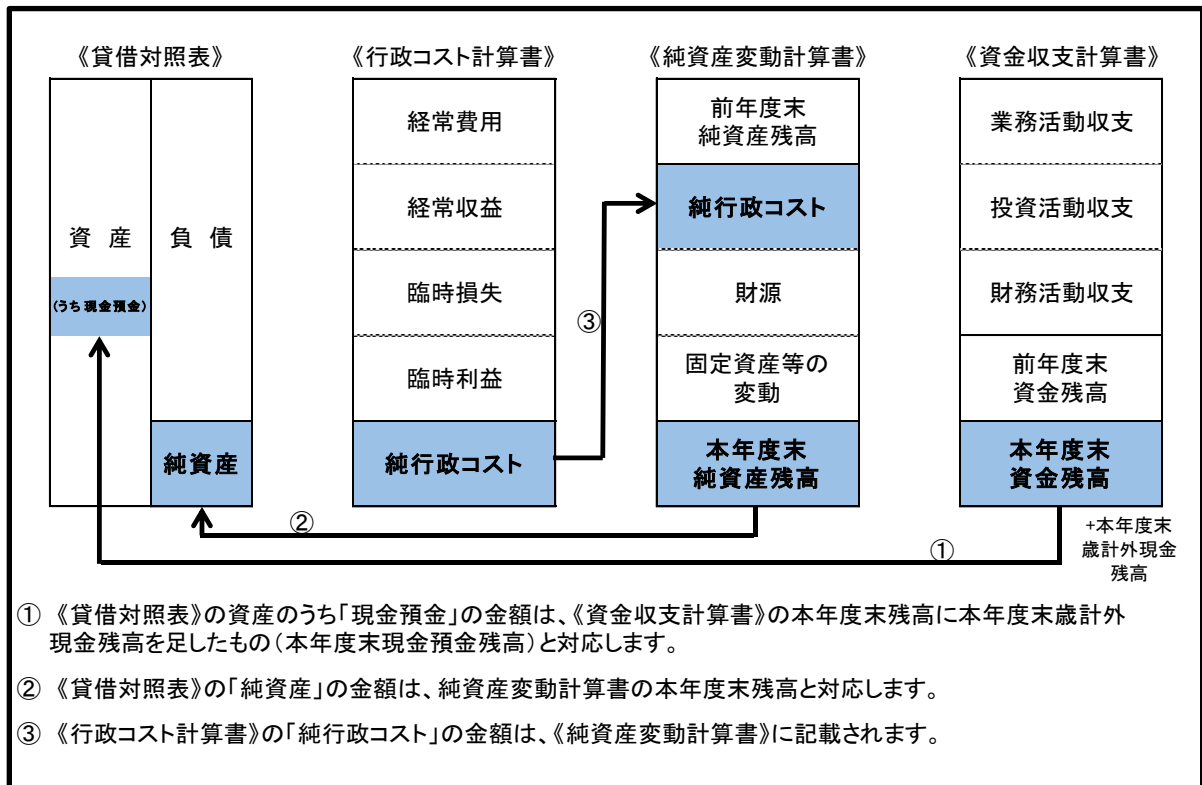 《貸借対照表》
資 産
(うち現金預金)
負 債
純資産
《行政コスト計算書》
経常費用
経常収益
臨時損失
臨時利益
純行政コスト
《純資産変動計算書》
前年度末
純資産残高
純行政コスト
財源
固定資産等の
変動
本年度末
純資産残高
《資金収支計算書》
業務活動収支
投資活動収支
財務活動収支
前年度末
資金残高
本年度末
資金残高
+本年度末
歳計外現金
残高
③
②
①
① 《貸借対照表》の資産のうち「現金預金」の金額は、《資金収支計算書》の本年度末残高に本年度末歳計外
現金残高を足したもの(本年度末現金預金残高)と対応します。
② 《貸借対照表》の「純資産」の金額は、純資産変動計算書の本年度末残高と対応します。
③ 《行政コスト計算書》の「純行政コスト」の金額は、《純資産変動計算書》に記載されます。